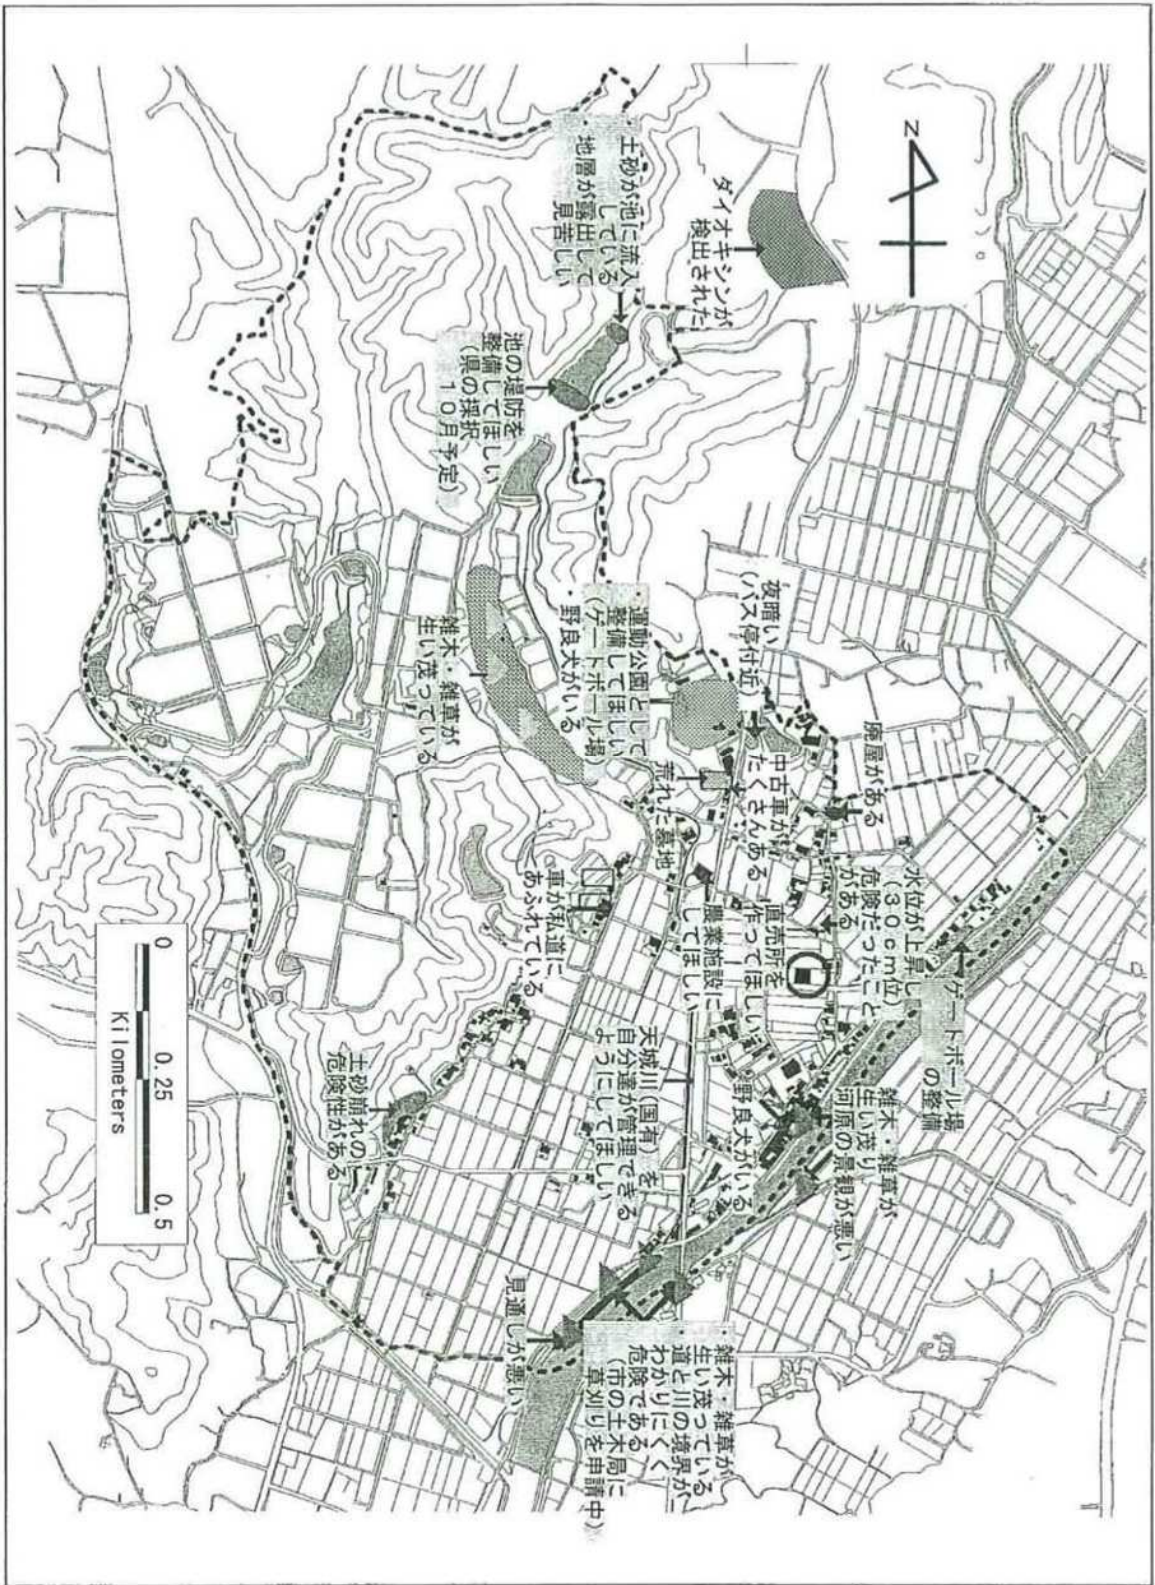 N
ダイオキシンが
検出された
・土砂が池に流入
している
・地層が露出して
見苦しい
池の堤防を
整備してほしい
(県の採択
１０月予定)
夜暗い
(バス停付近)
・運動公園として
整備してほしい
(ゲートボール場)
・野良犬がいる
雑木・雑草が
生い茂っている
廃屋がある
中古車が
たくさんある
荒れた墓地
水位が上昇し
(３０ｃｍ位)
危険だったこと
がある
直売所を
作ってほしい
農業施設に
してほしい
車が私道に
あふれている
ゲートボール場
の整備
雑木・雑草が
生い茂り
河原の景観が悪い
野良犬がいる
天城川(国有)を
自分達が管理できる
ようにしてほしい
土砂崩れの
危険性がある
・雑木・雑草が
生い茂っている
・道と川の境界が
わかりにくく
危険である
(市の土木局に
草刈りを申請中)
見通しが悪い
0 0.25 0.5
Kilometers